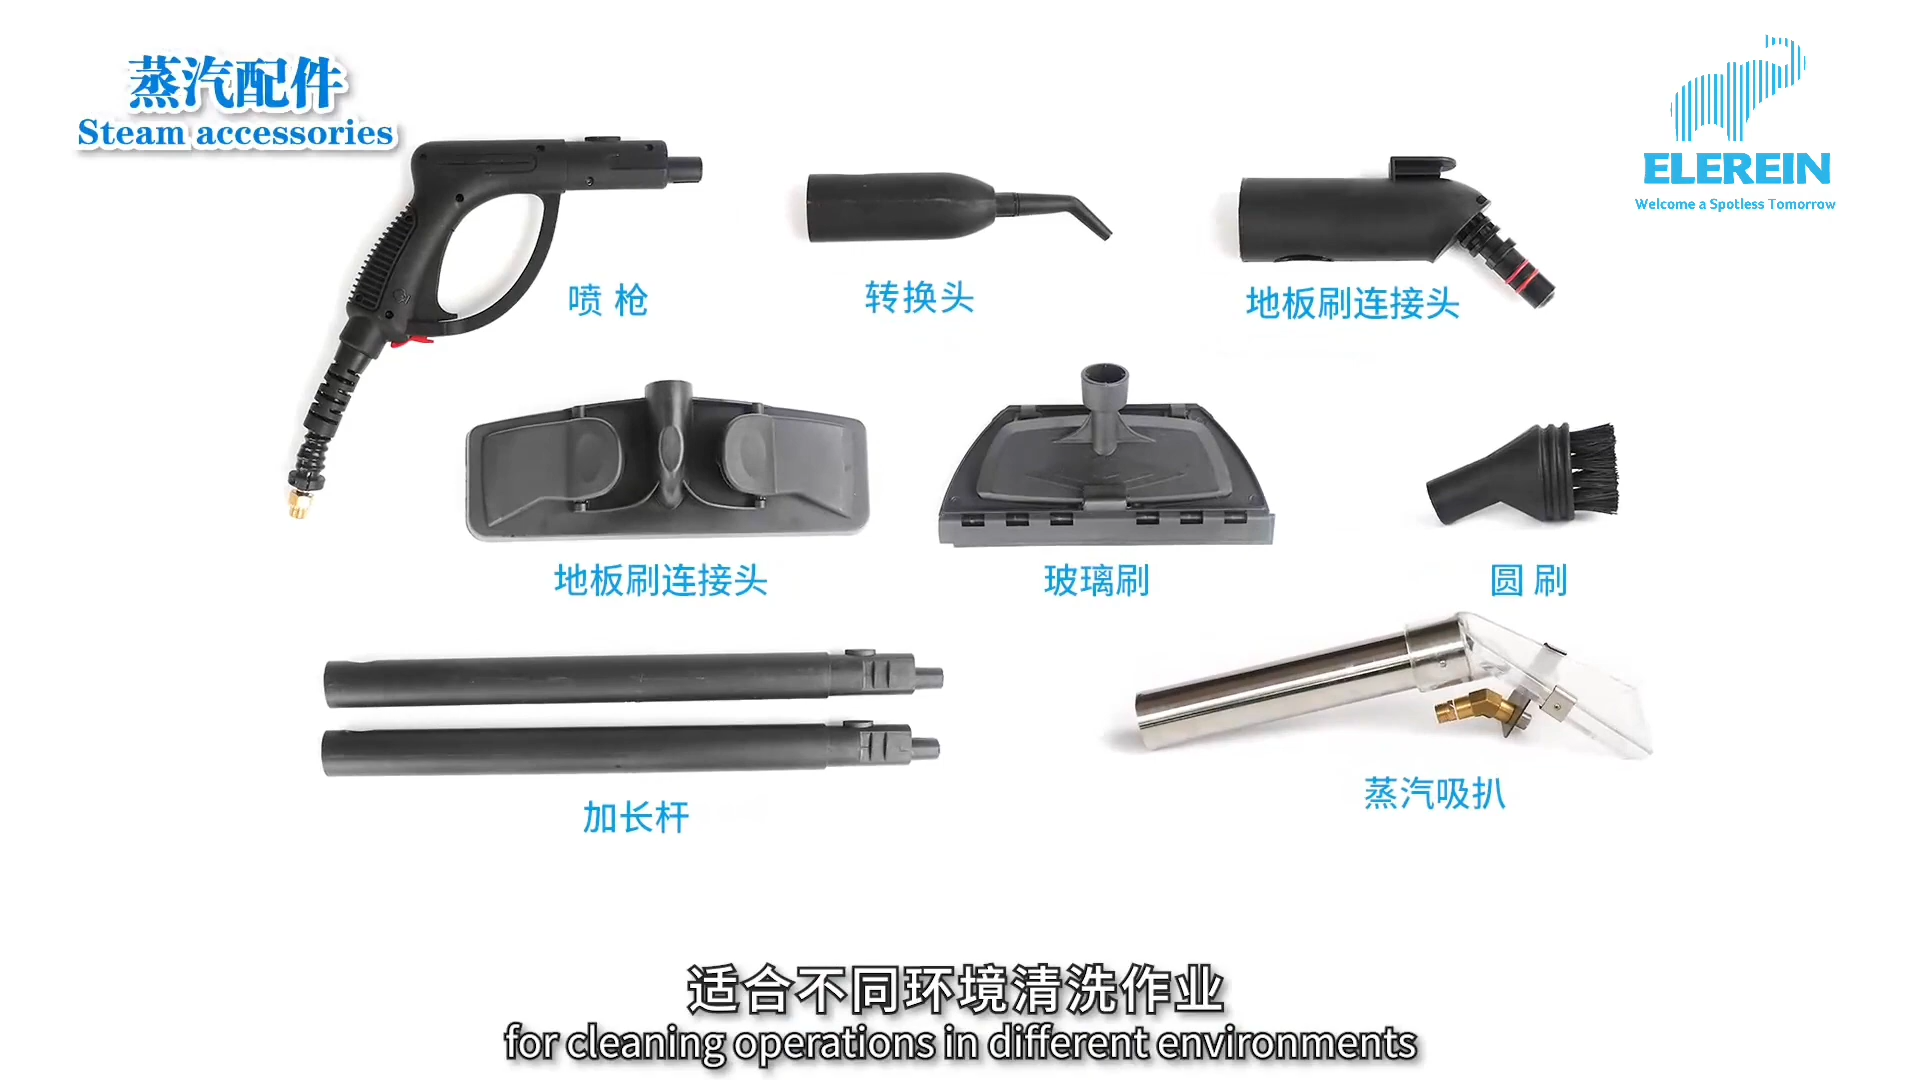 蒸汽配件
Steam accessories
ELEREIN
Welcome a Spotless Tomorrow
喷枪
转换头
地板刷连接头
地板刷连接头
玻璃刷
圆刷
加长杆
蒸汽吸扒
适合不同环境清洗作业
for cleaning operations in different environments